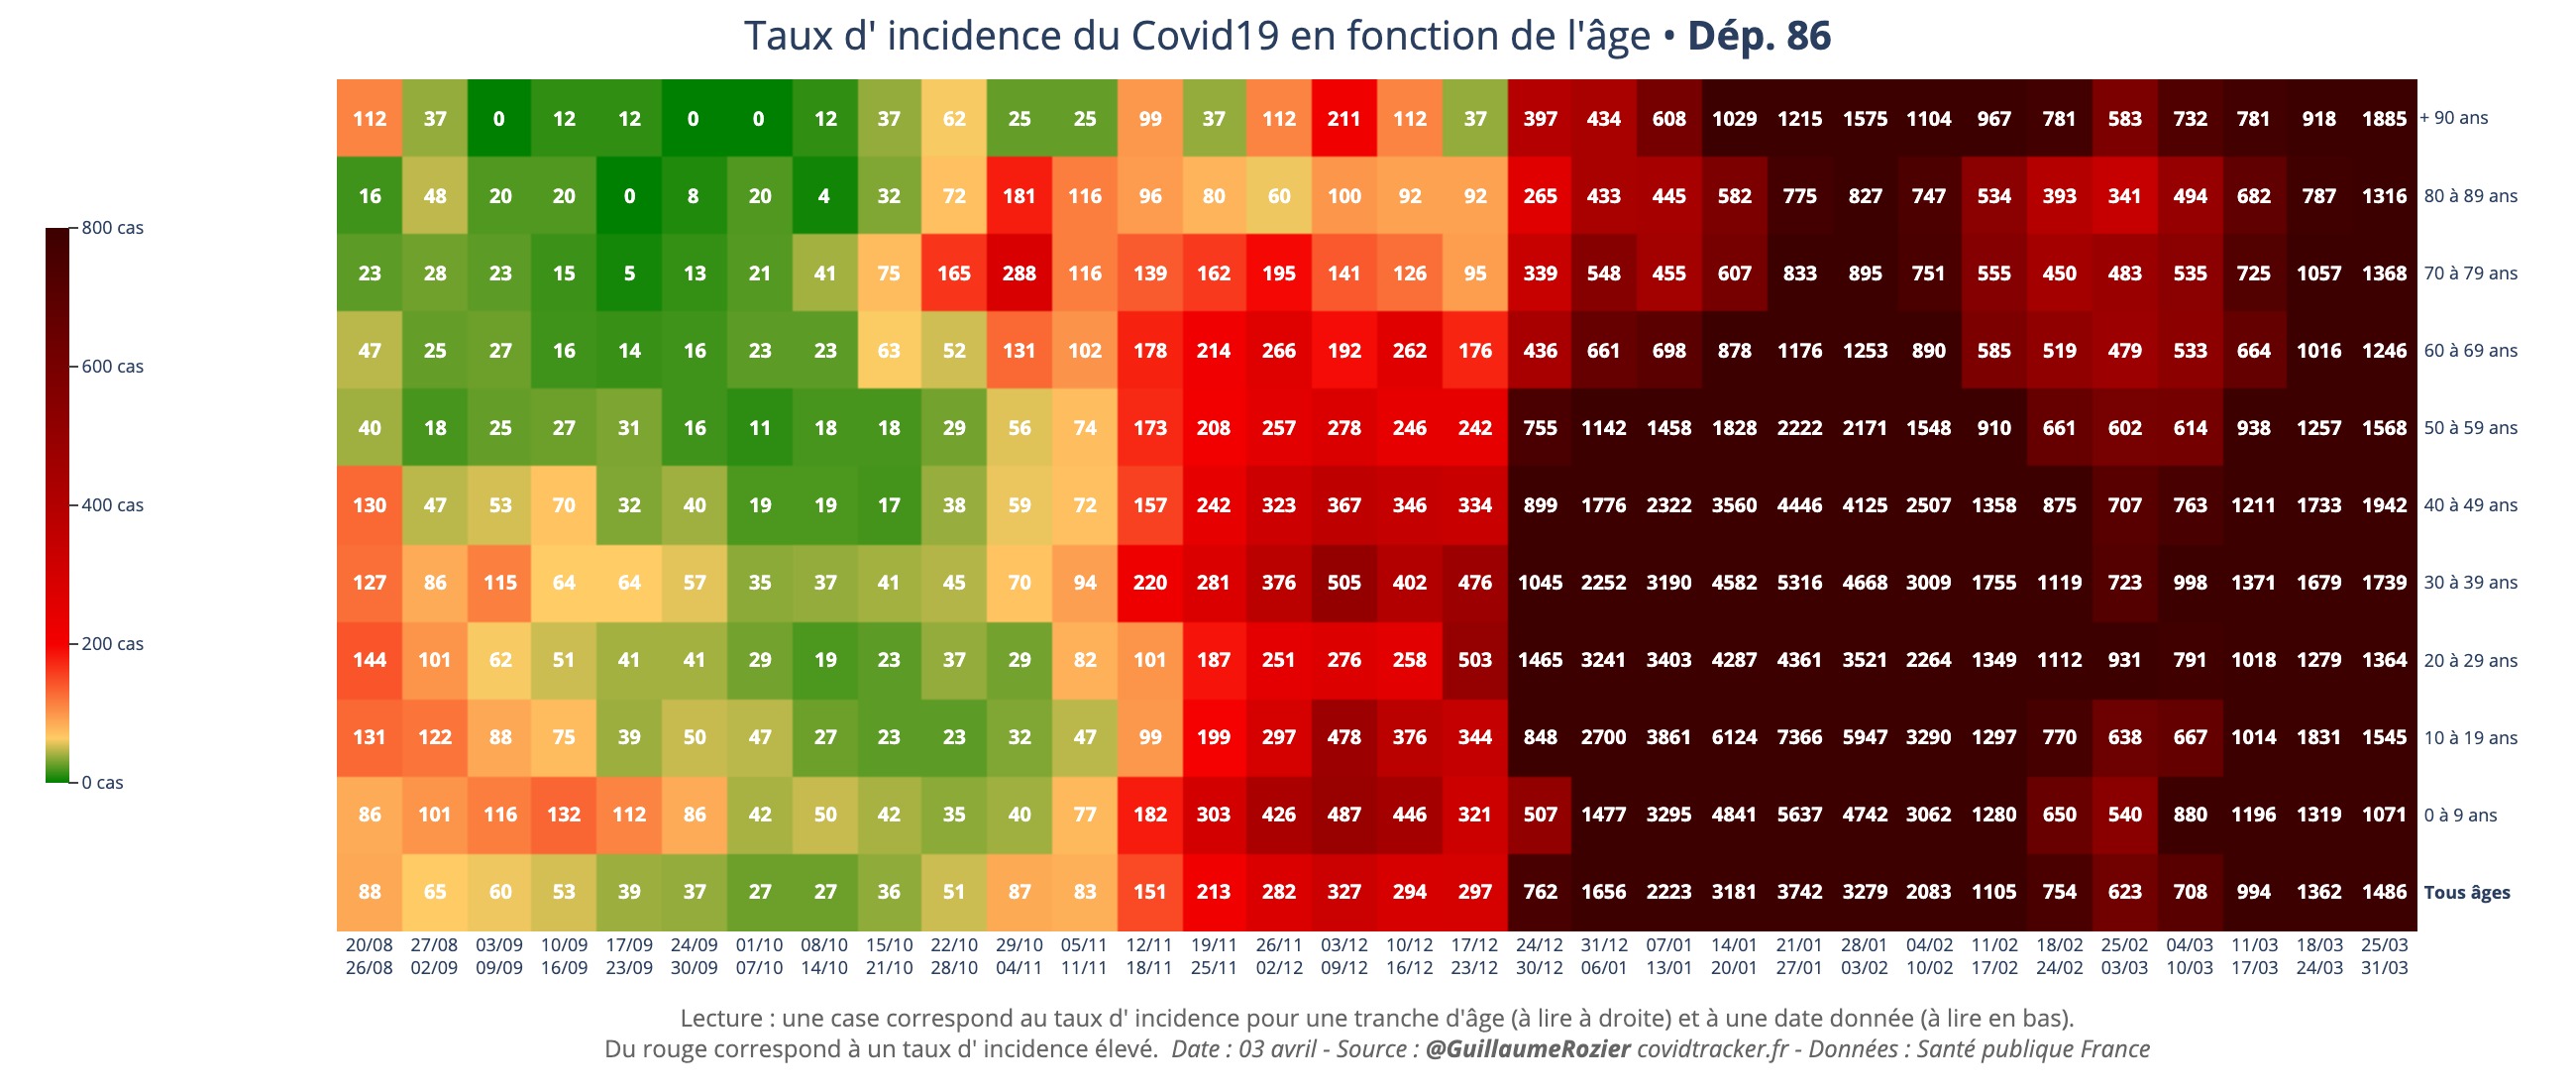 Taux d' incidence du Covid19 en fonction de l'âge • Dép. 86
800 cas
600 cas
400 cas
200 cas
0 cas
112 37 0 12 12 0 0 12 37 62 25 25 99 37 112 211 112 37 397 434 608 1029 1215 1575 1104 967 781 583 732 781 918 1885 + 90 ans
16 48 20 20 0 8 20 4 32 72 181 116 96 80 60 100 92 92 265 433 445 582 775 827 747 534 393 341 494 682 787 1316 80 à 89 ans
23 28 23 15 5 13 21 41 75 165 288 116 139 162 195 141 126 95 339 548 455 607 833 895 751 555 450 483 535 725 1057 1368 70 à 79 ans
47 25 27 16 14 16 23 23 63 52 131 102 178 214 266 192 262 176 436 661 698 878 1176 1253 890 585 519 479 533 664 1016 1246 60 à 69 ans
40 18 25 27 31 16 11 18 18 29 56 74 173 208 257 278 246 242 755 1142 1458 1828 2222 2171 1548 910 661 602 614 938 1257 1568 50 à 59 ans
130 47 53 70 32 40 19 19 17 38 59 72 157 242 323 367 346 334 899 1776 2322 3560 4446 4125 2507 1358 875 707 763 1211 1733 1942 40 à 49 ans
127 86 115 64 64 57 35 37 41 45 70 94 220 281 376 505 402 476 1045 2252 3190 4582 5316 4668 3009 1755 1119 723 998 1371 1679 1739 30 à 39 ans
144 101 62 51 41 41 29 19 23 37 29 82 101 187 251 276 258 503 1465 3241 3403 4287 4361 3521 2264 1349 1112 931 791 1018 1279 1364 20 à 29 ans
131 122 88 75 39 50 47 27 23 23 32 47 99 199 297 478 376 344 848 2700 3861 6124 7366 5947 3290 1297 770 638 667 1014 1831 1545 10 à 19 ans
86 101 116 132 112 86 42 50 42 35 40 77 182 303 426 487 446 321 507 1477 3295 4841 5637 4742 3062 1280 650 540 880 1196 1319 1071 0 à 9 ans
88 65 60 53 39 37 27 27 36 51 87 83 151 213 282 327 294 297 762 1656 2223 3181 3742 3279 2083 1105 754 623 708 994 1362 1486 Tous âges
20/08 27/08 03/09 10/09 17/09 24/09 01/10 08/10 15/10 22/10 29/10 05/11 12/11 19/11 26/11 03/12 10/12 17/12 24/12 31/12 07/01 14/01 21/01 28/01 04/02 11/02 18/02 25/02 04/03 11/03 18/03 25/03
26/08 02/09 09/09 16/09 23/09 30/09 07/10 14/10 21/10 28/10 04/11 11/11 18/11 25/11 02/12 09/12 16/12 23/12 30/12 06/01 13/01 20/01 27/01 03/02 10/02 17/02 24/02 03/03 10/03 17/03 24/03 31/03
Lecture : une case correspond au taux d' incidence pour une tranche d'âge (à lire à droite) et à une date donnée (à lire en bas).
Du rouge correspond à un taux d' incidence élevé. Date : 03 avril - Source : @GuillaumeRozier covidtracker.fr - Données : Santé publique France